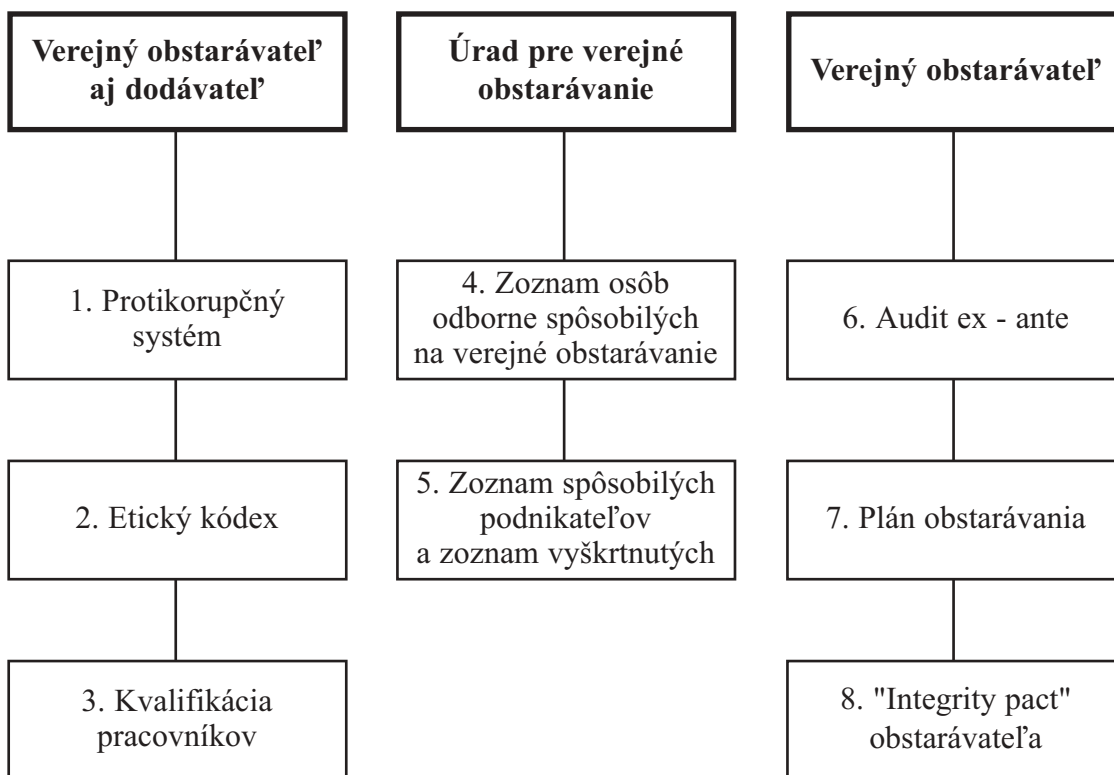 Verejný obstarávateľ
aj dodávateľ
1. Protikorupčný
systém
2. Etický kódex
3. Kvalifikácia
pracovníkov
Úrad pre verejné
obstarávanie
4. Zoznam osôb
odborne spôsobilých
na verejné obstarávanie
5. Zoznam spôsobilých
podnikateľov
a zoznam vyškrtnutých
Verejný obstarávateľ
6. Audit ex - ante
7. Plán obstarávania
8. "Integrity pact"
obstarávateľa